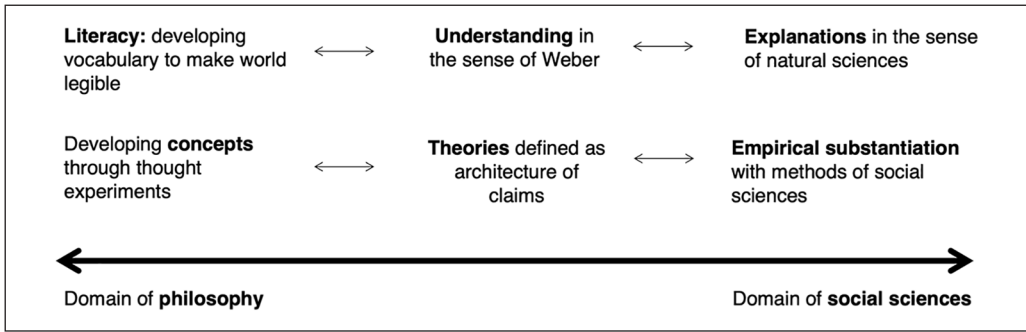 Literacy: developing
vocabulary to make world
legible
Understanding in
the sense of Weber
Explanations in the sense
of natural sciences
Developing concepts
through thought
experiments
Theories defined as
architecture of
claims
Empirical substantiation
with methods of social
sciences
Domain of philosophy
Domain of social sciences